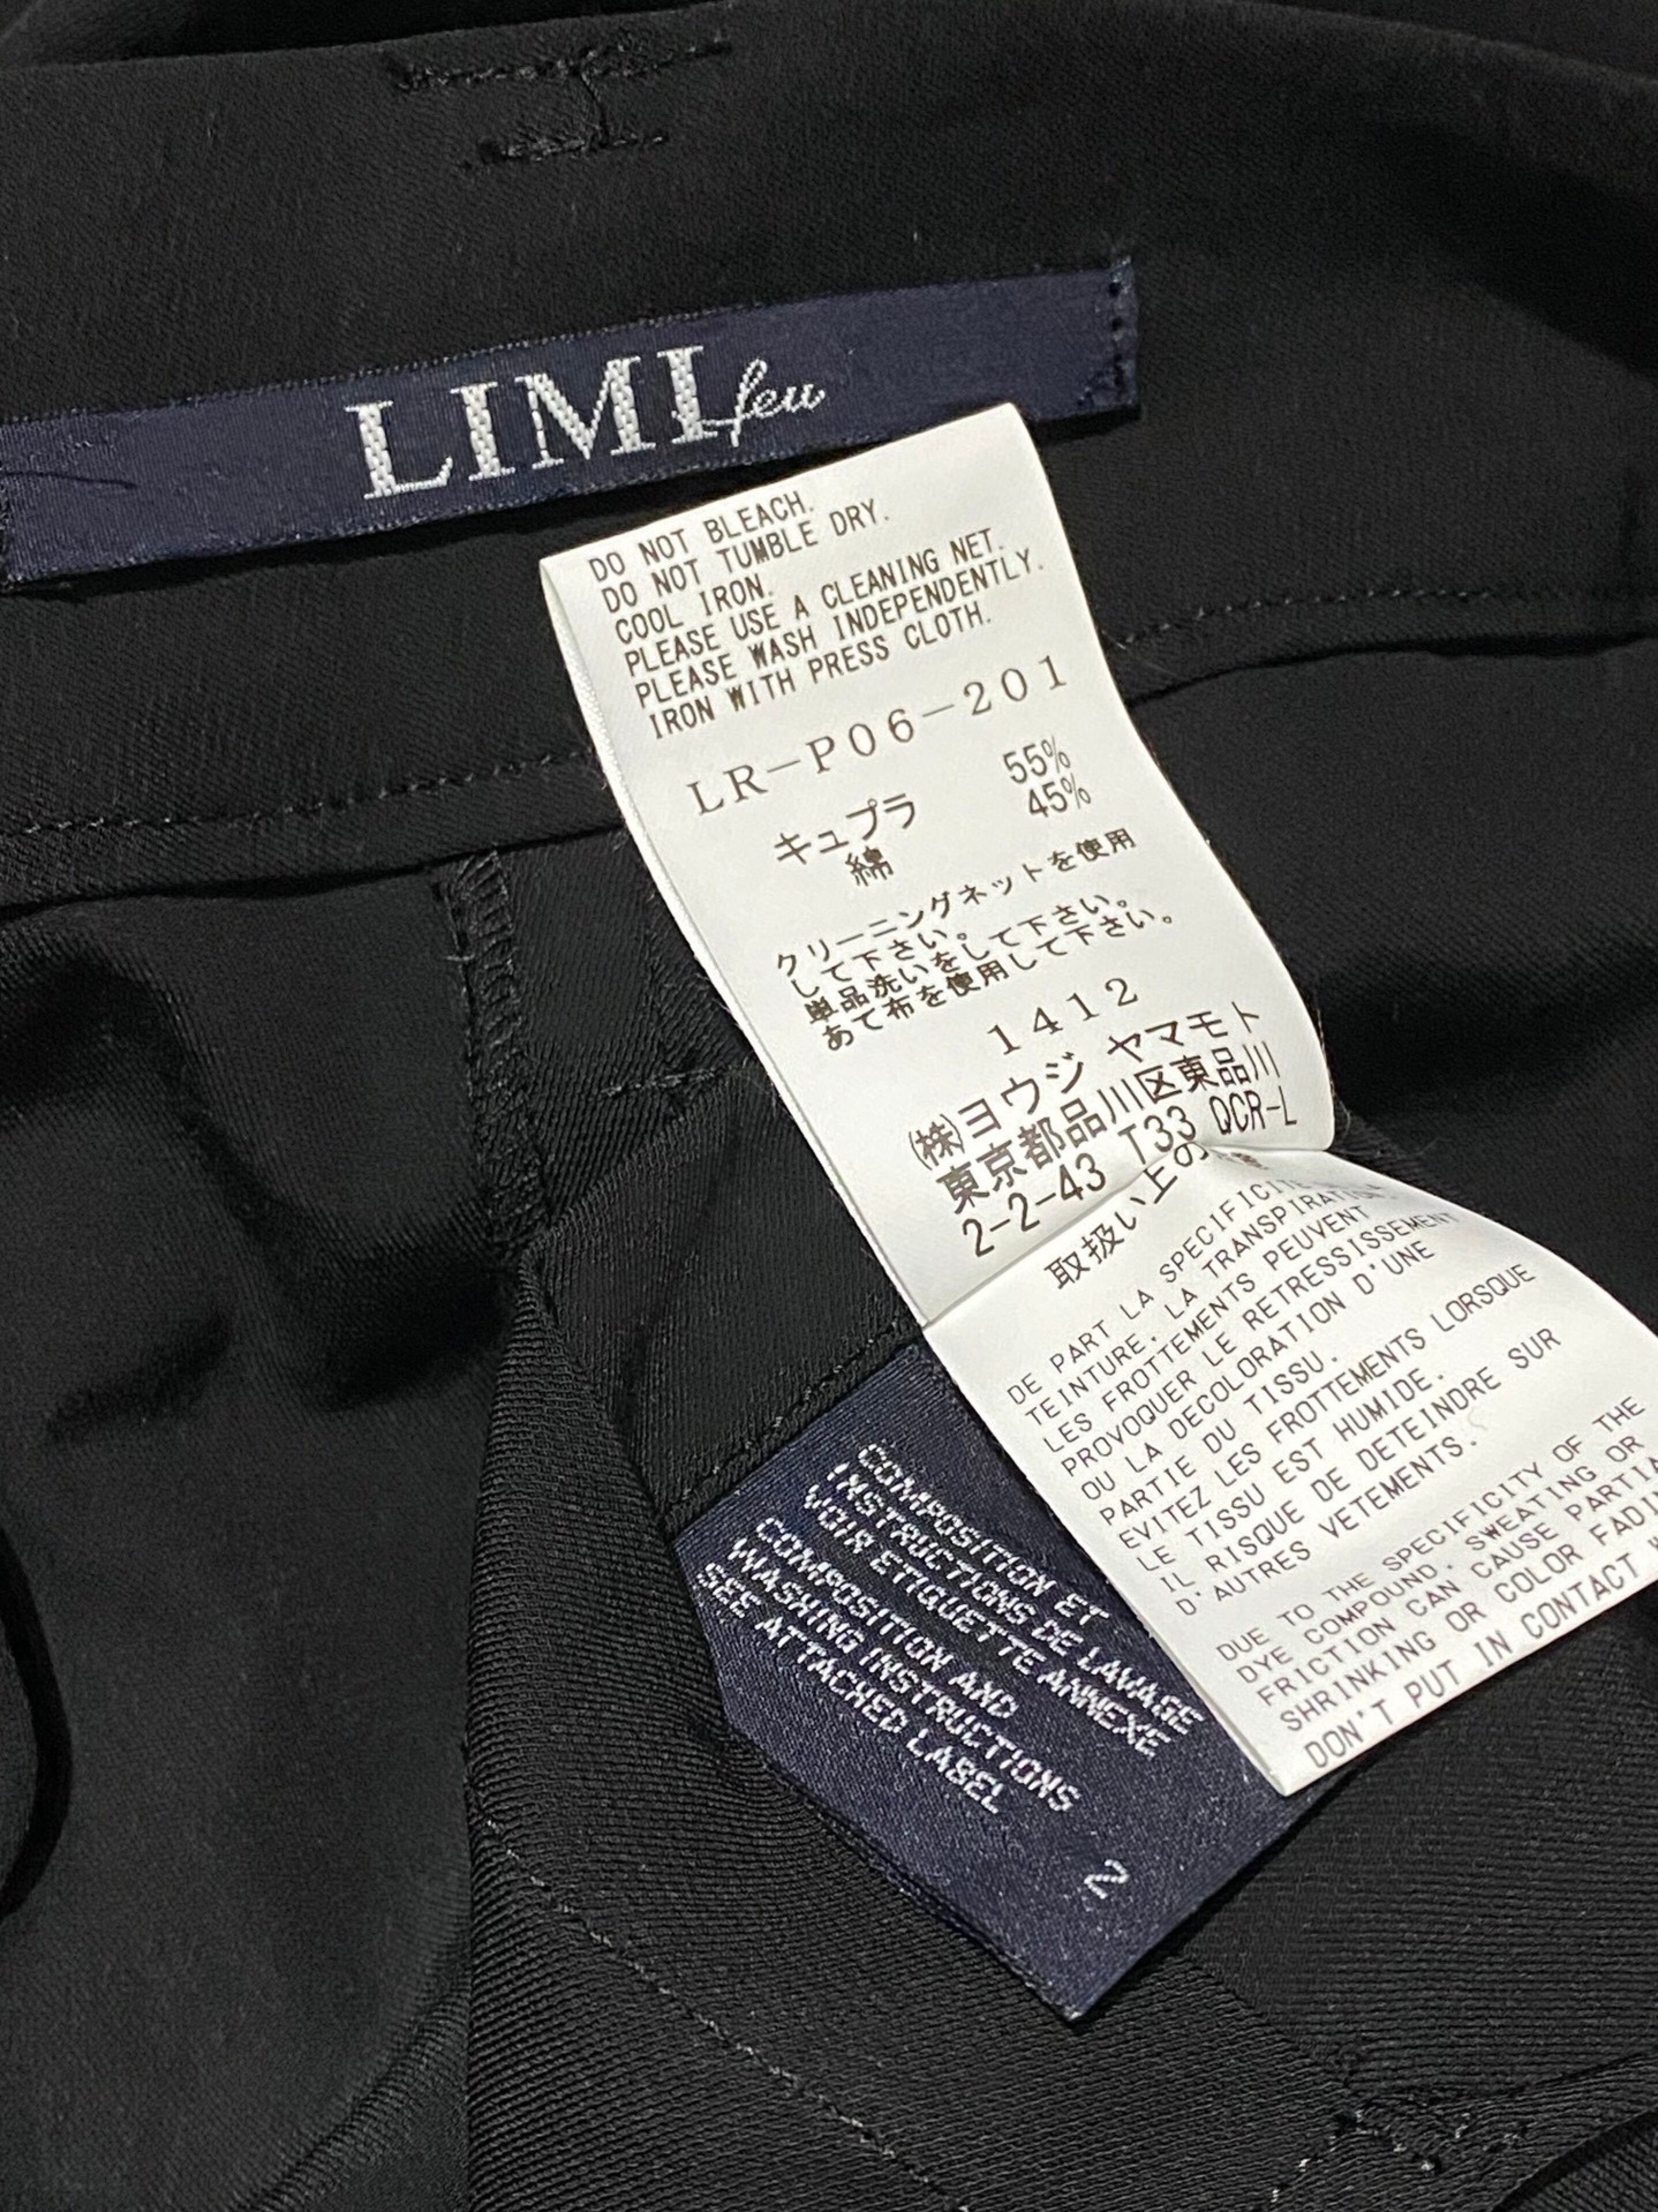 LIMI feu
DO NOT BLEACH.
DO NOT TUMBLE DRY.
COOL IRON.
PLEASE USE A CLEANING NET.
PLEASE WASH INDEPENDENTLY.
IRON WITH PRESS CLOTH.
LR-P06-201
キュプラ 55%
綿 45%
クリーニングネットを使用
して下さい。
単品洗いをして下さい。
あて布を使用して下さい。
1412
(株)ヨウジ ヤマモト
東京都品川区東品川
2-2-43 T33 QCR-L
取扱い上の
DE PART LA SPECIFICITE
TEINTURE, LA TRANSPIRATION,
LES FROTTEMENTS PEUVENT
PROVOQUER LE RETRESSISSEMENT
OU LA DECOLORATION D'UNE
PARTIE DU TISSU.
EVITEZ LES FROTTEMENTS LORSQUE
LE TISSU EST HUMIDE.
IL RISQUE DE DETEINDRE SUR
D'AUTRES VETEMENTS.
DUE TO THE SPECIFICITY OF THE
DYE COMPOUND, SWEATING OR
FRICTION CAN CAUSE
SHRINKING OR COLOR
DON'T PUT IN CONTACT
COMPOSITION ET
INSTRUCTIONS DE LAVAGE
VOIR ETIQUETTE ANNEXE
COMPOSITION AND
WASHING INSTRUCTIONS
SEE ATTACHED LABEL
2